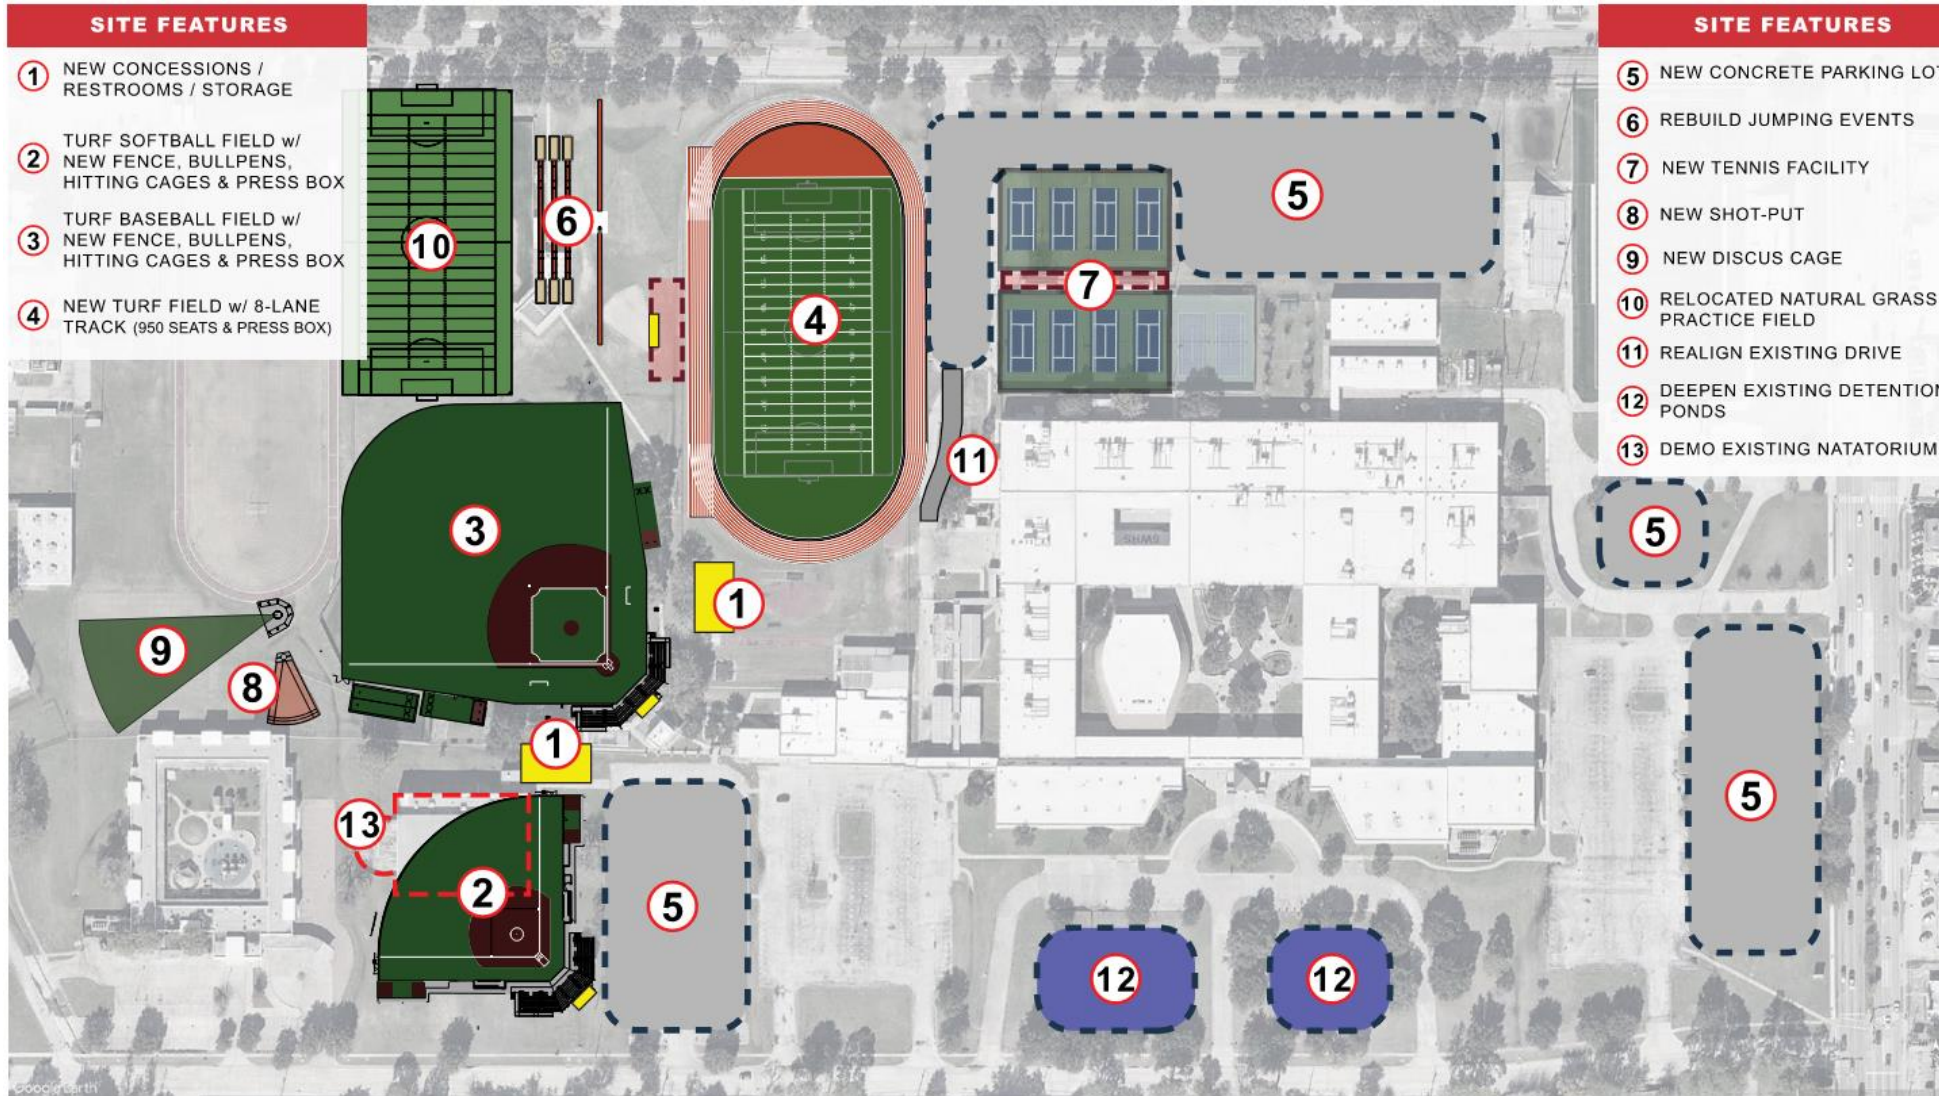 SITE FEATURES
1 NEW CONCESSIONS /
RESTROOMS / STORAGE
2 TURF SOFTBALL FIELD w/
NEW FENCE, BULLPENS,
HITTING CAGES & PRESS BOX
3 TURF BASEBALL FIELD w/
NEW FENCE, BULLPENS,
HITTING CAGES & PRESS BOX
4 NEW TURF FIELD w/ 8-LANE
TRACK (950 SEATS & PRESS BOX)
SITE FEATURES
5 NEW CONCRETE PARKING LOT
6 REBUILD JUMPING EVENTS
7 NEW TENNIS FACILITY
8 NEW SHOT-PUT
9 NEW DISCUS CAGE
10 RELOCATED NATURAL GRASS
PRACTICE FIELD
11 REALIGN EXISTING DRIVE
12 DEEPEN EXISTING DETENTION
PONDS
13 DEMO EXISTING NATATORIUM
10
6
4
7
5
11
3
5
1
9
8
1
5
13
2
5
12
12
Google Earth